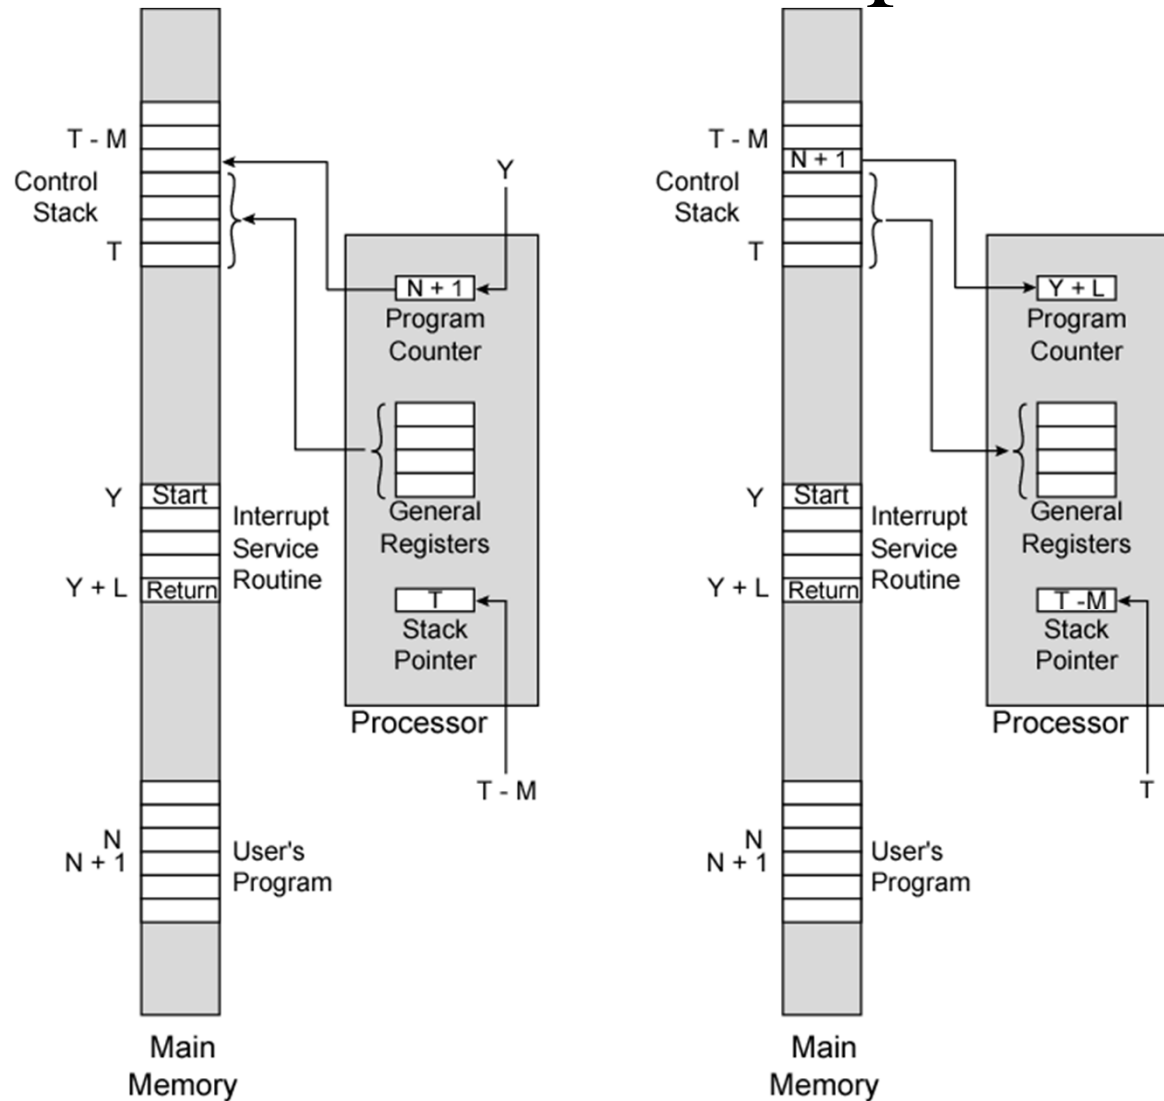 T - M
Control
Stack
T
Y
N + 1
Program
Counter
General
Registers
Y
Start
Interrupt
Service
Routine
Y + L
Return
T
Stack
Pointer
Processor
T - M
N
N + 1
User's
Program
Main
Memory
T - M
N + 1
Control
Stack
T
Y + L
Program
Counter
General
Registers
Y
Start
Interrupt
Service
Routine
Y + L
Return
T -M
Stack
Pointer
Processor
T
N
N + 1
User's
Program
Main
Memory